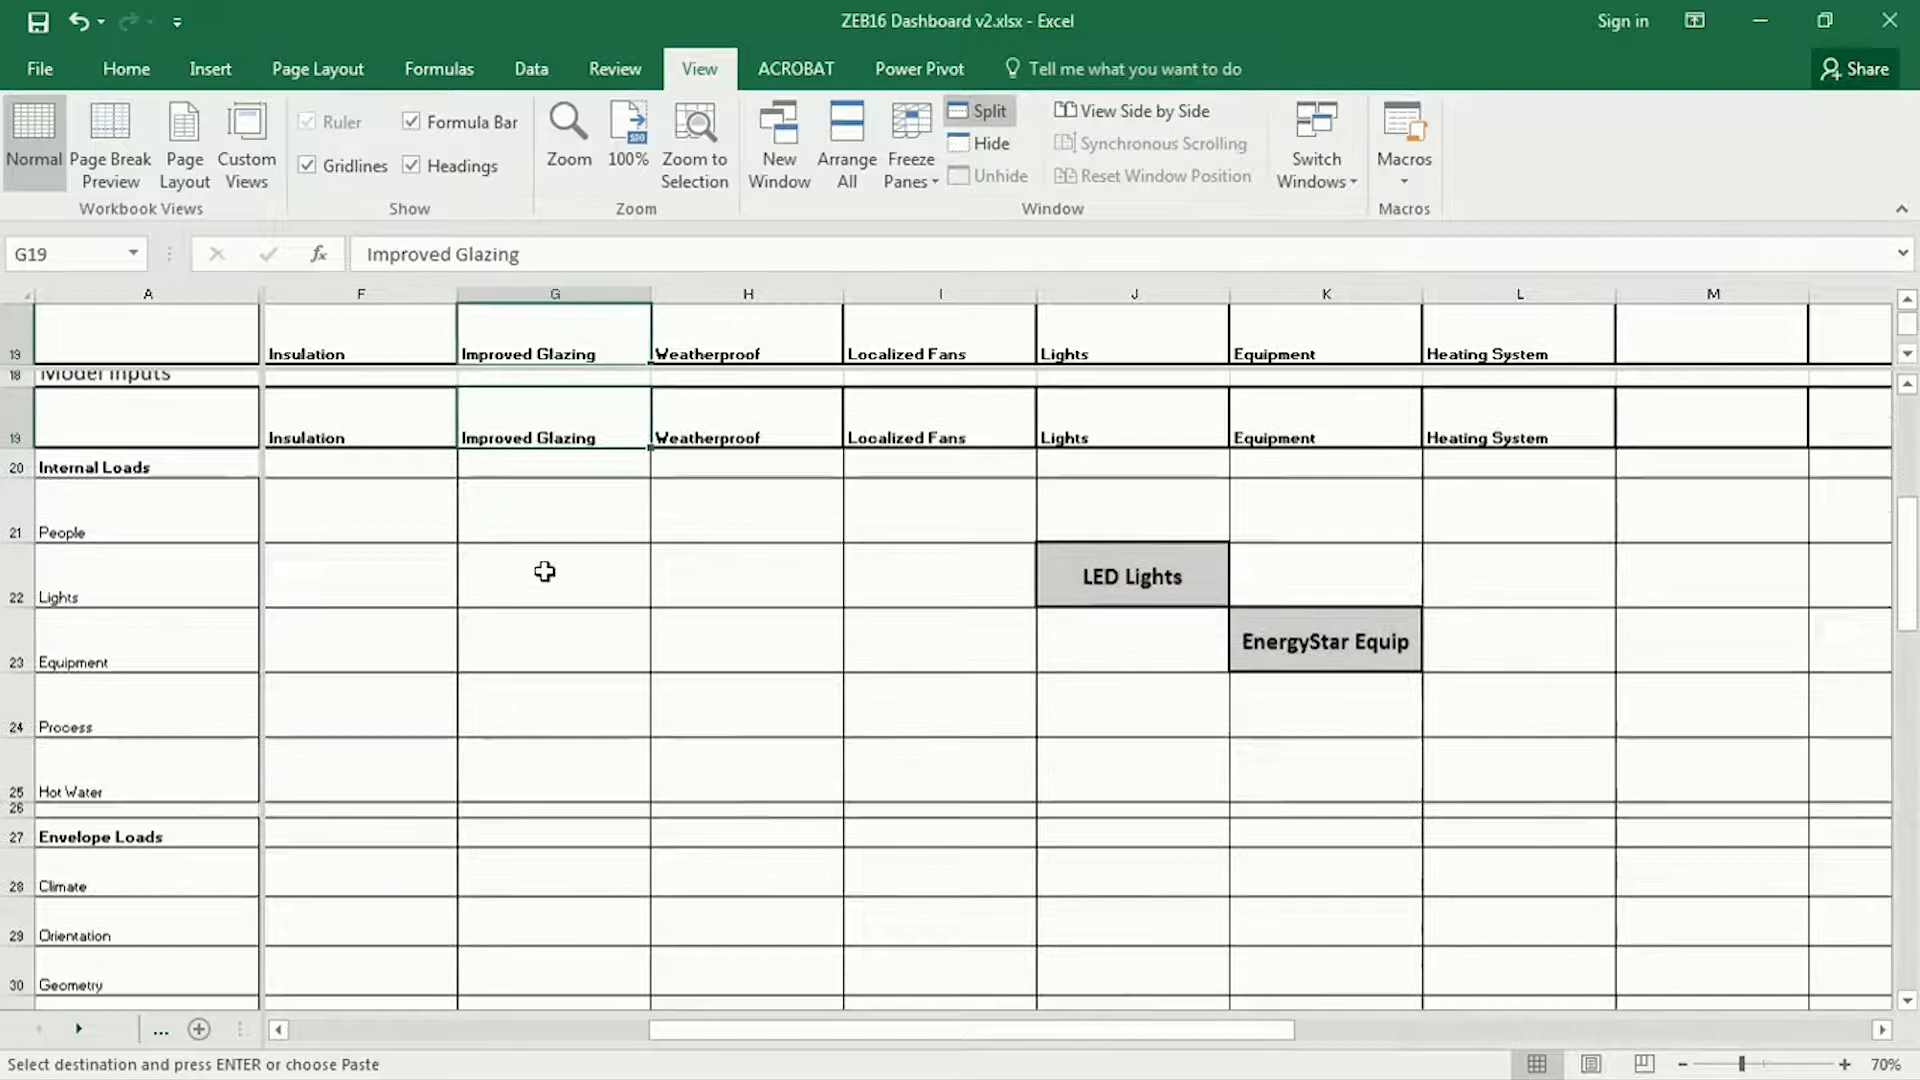 ZEB16 Dashboard v2.xlsx - Excel
Sign in
File Home Insert Page Layout Formulas Data Review View ACROBAT Power Pivot Tell me what you want to do
Share
Normal
Page Break Preview
Page Layout
Custom Views
Workbook Views
Ruler
Formula Bar
Gridlines
Headings
Show
Zoom
100%
Zoom to Selection
Zoom
New Window
Arrange All
Freeze Panes
Split
Hide
Unhide
View Side by Side
Synchronous Scrolling
Reset Window Position
Window
Switch Windows
Macros
Macros
G19
fx
Improved Glazing
A F G H I J K L M
19 Insulation Improved Glazing Weatherproof Localized Fans Lights Equipment Heating System
18 Model Inputs
19 Insulation Improved Glazing Weatherproof Localized Fans Lights Equipment Heating System
20 Internal Loads
21 People
22 Lights LED Lights
23 Equipment EnergyStar Equip
24 Process
25 Hot Water
26
27 Envelope Loads
28 Climate
29 Orientation
30 Geometry
...
Select destination and press ENTER or choose Paste
70%